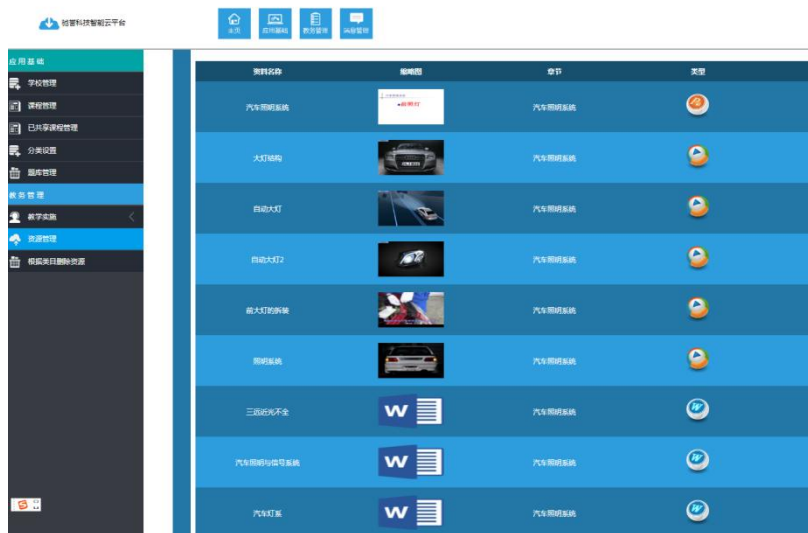 智能云平台
主页 应用基础 教务管理 消息管理
应用基础
学校管理
课程管理
已共享课程管理
分类设置
题库管理
教务管理
教学实施
资源管理
根据类目删除资源
资料名称 缩略图 章节 类型
汽车照明系统 汽车照明系统
大灯结构 汽车照明系统
自动大灯 汽车照明系统
自动大灯2 汽车照明系统
前大灯的拆装 汽车照明系统
照明系统 汽车照明系统
三远近光不全 W 汽车照明系统 W
汽车照明与信号系统 W 汽车照明系统 W
汽车灯系 W 汽车照明系统 W